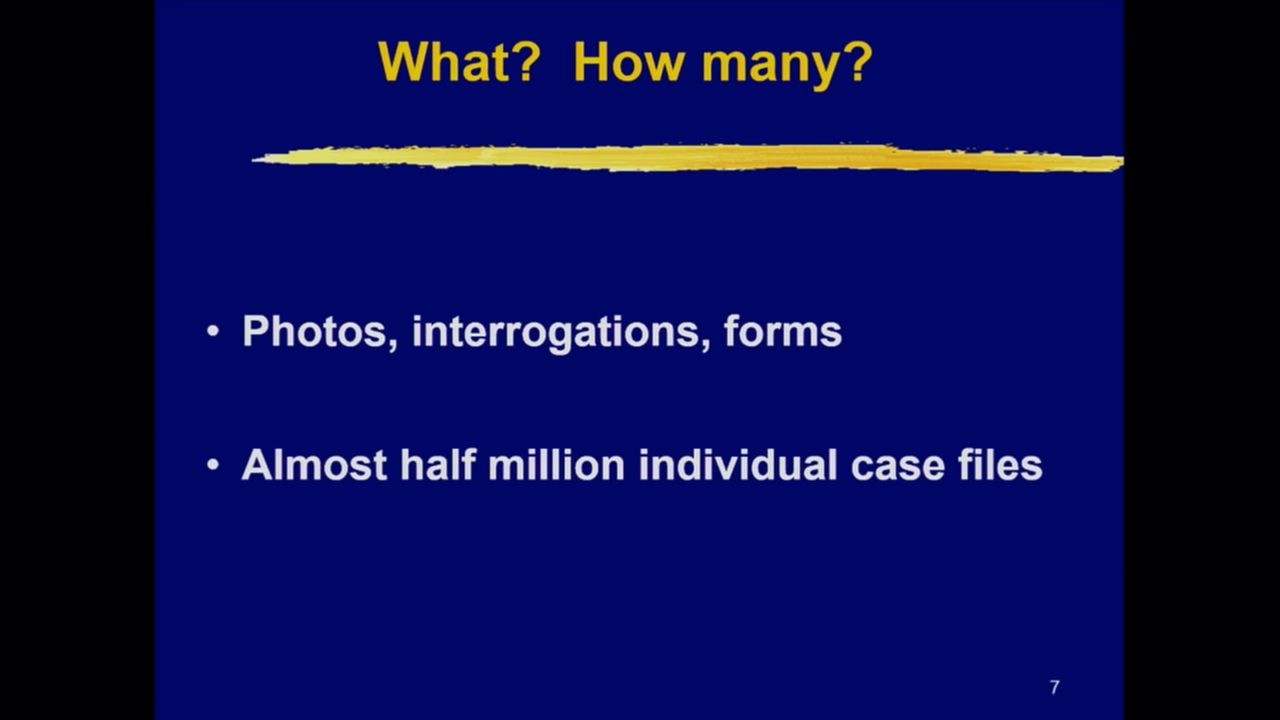 What? How many?
• Photos, interrogations, forms
• Almost half million individual case files
7